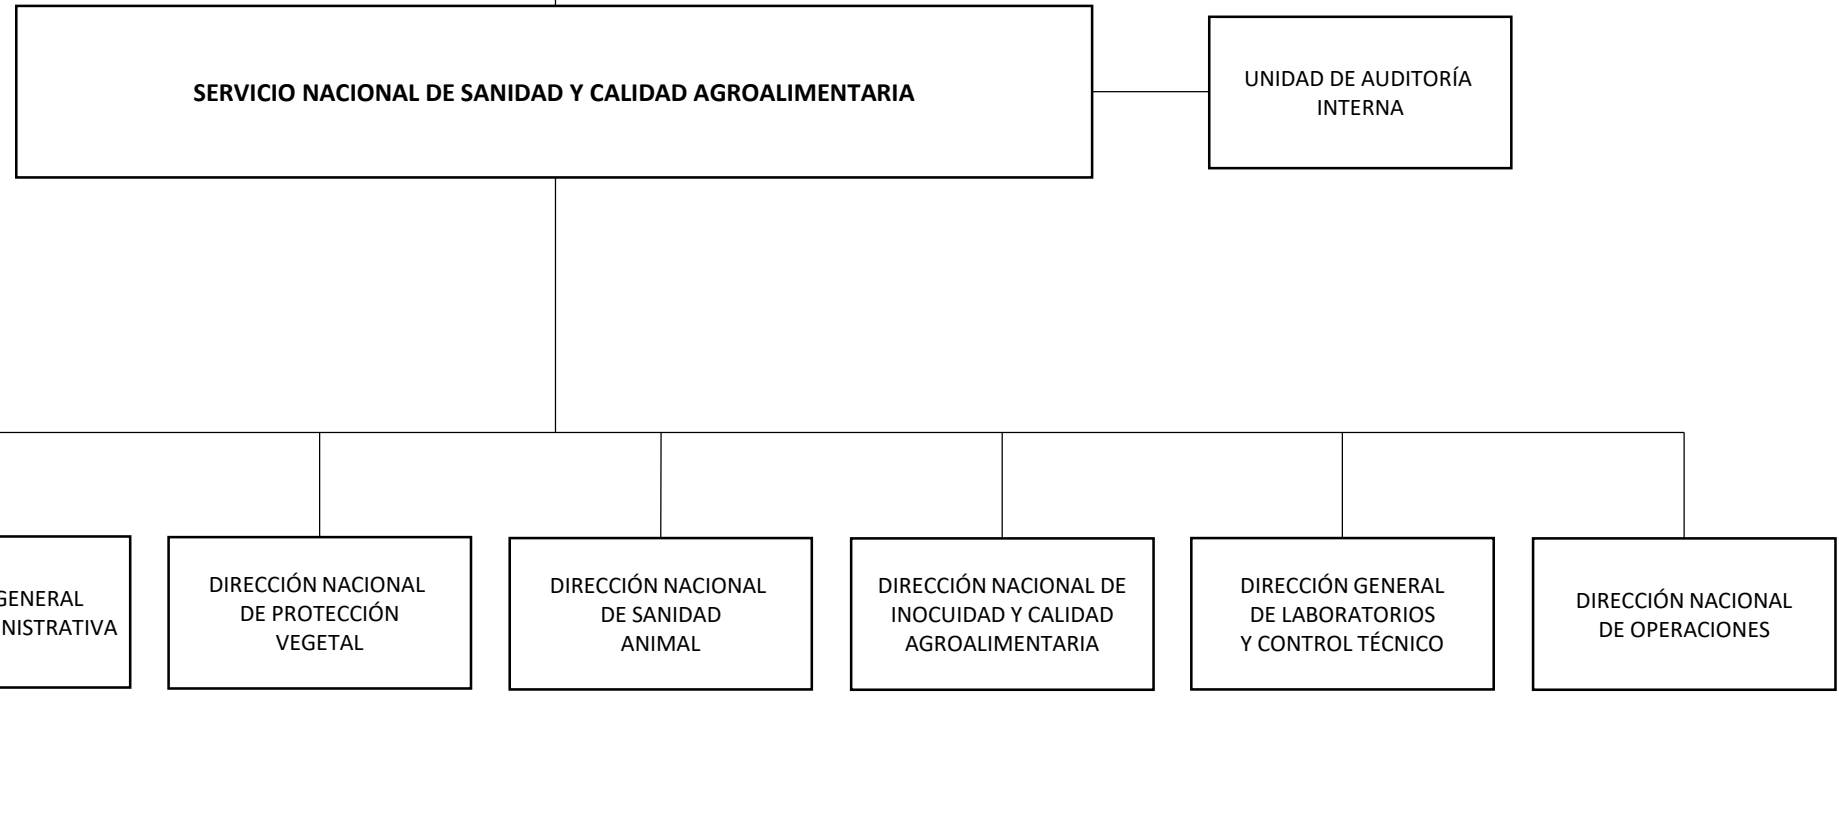 SERVICIO NACIONAL DE SANIDAD Y CALIDAD AGROALIMENTARIA
UNIDAD DE AUDITORÍA
INTERNA
GENERAL
DIRECCIÓN NACIONAL
DE PROTECCIÓN
VEGETAL
DIRECCIÓN NACIONAL
DE SANIDAD
ANIMAL
DIRECCIÓN NACIONAL DE
INOCUIDAD Y CALIDAD
AGROALIMENTARIA
DIRECCIÓN GENERAL
DE LABORATORIOS
Y CONTROL TÉCNICO
DIRECCIÓN NACIONAL
DE OPERACIONES